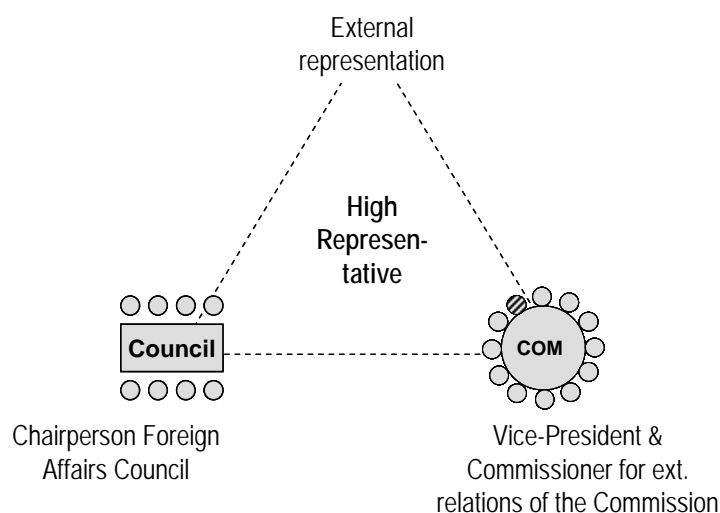 External
representation
High
Represen-
tative
Council
COM
Chairperson Foreign
Affairs Council
Vice-President &
Commissioner for ext.
relations of the Commission